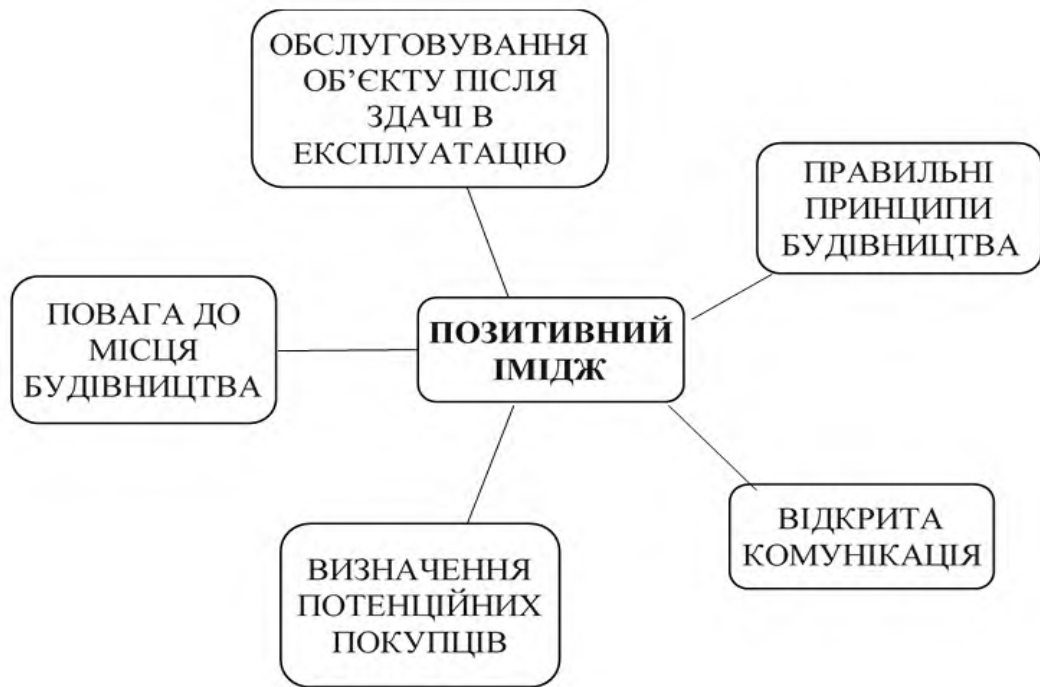 ОБСЛУГОВУВАННЯ
ОБ’ЄКТУ ПІСЛЯ
ЗДАЧІ В
ЕКСПЛУАТАЦІЮ
ПРАВИЛЬНІ
ПРИНЦИПИ
БУДІВНИЦТВА
ПОВАГА ДО
МІСЦЯ
БУДІВНИЦТВА
ПОЗИТИВНИЙ
ІМІДЖ
ВІДКРИТА
КОМУНІКАЦІЯ
ВИЗНАЧЕННЯ
ПОТЕНЦІЙНИХ
ПОКУПЦІВ